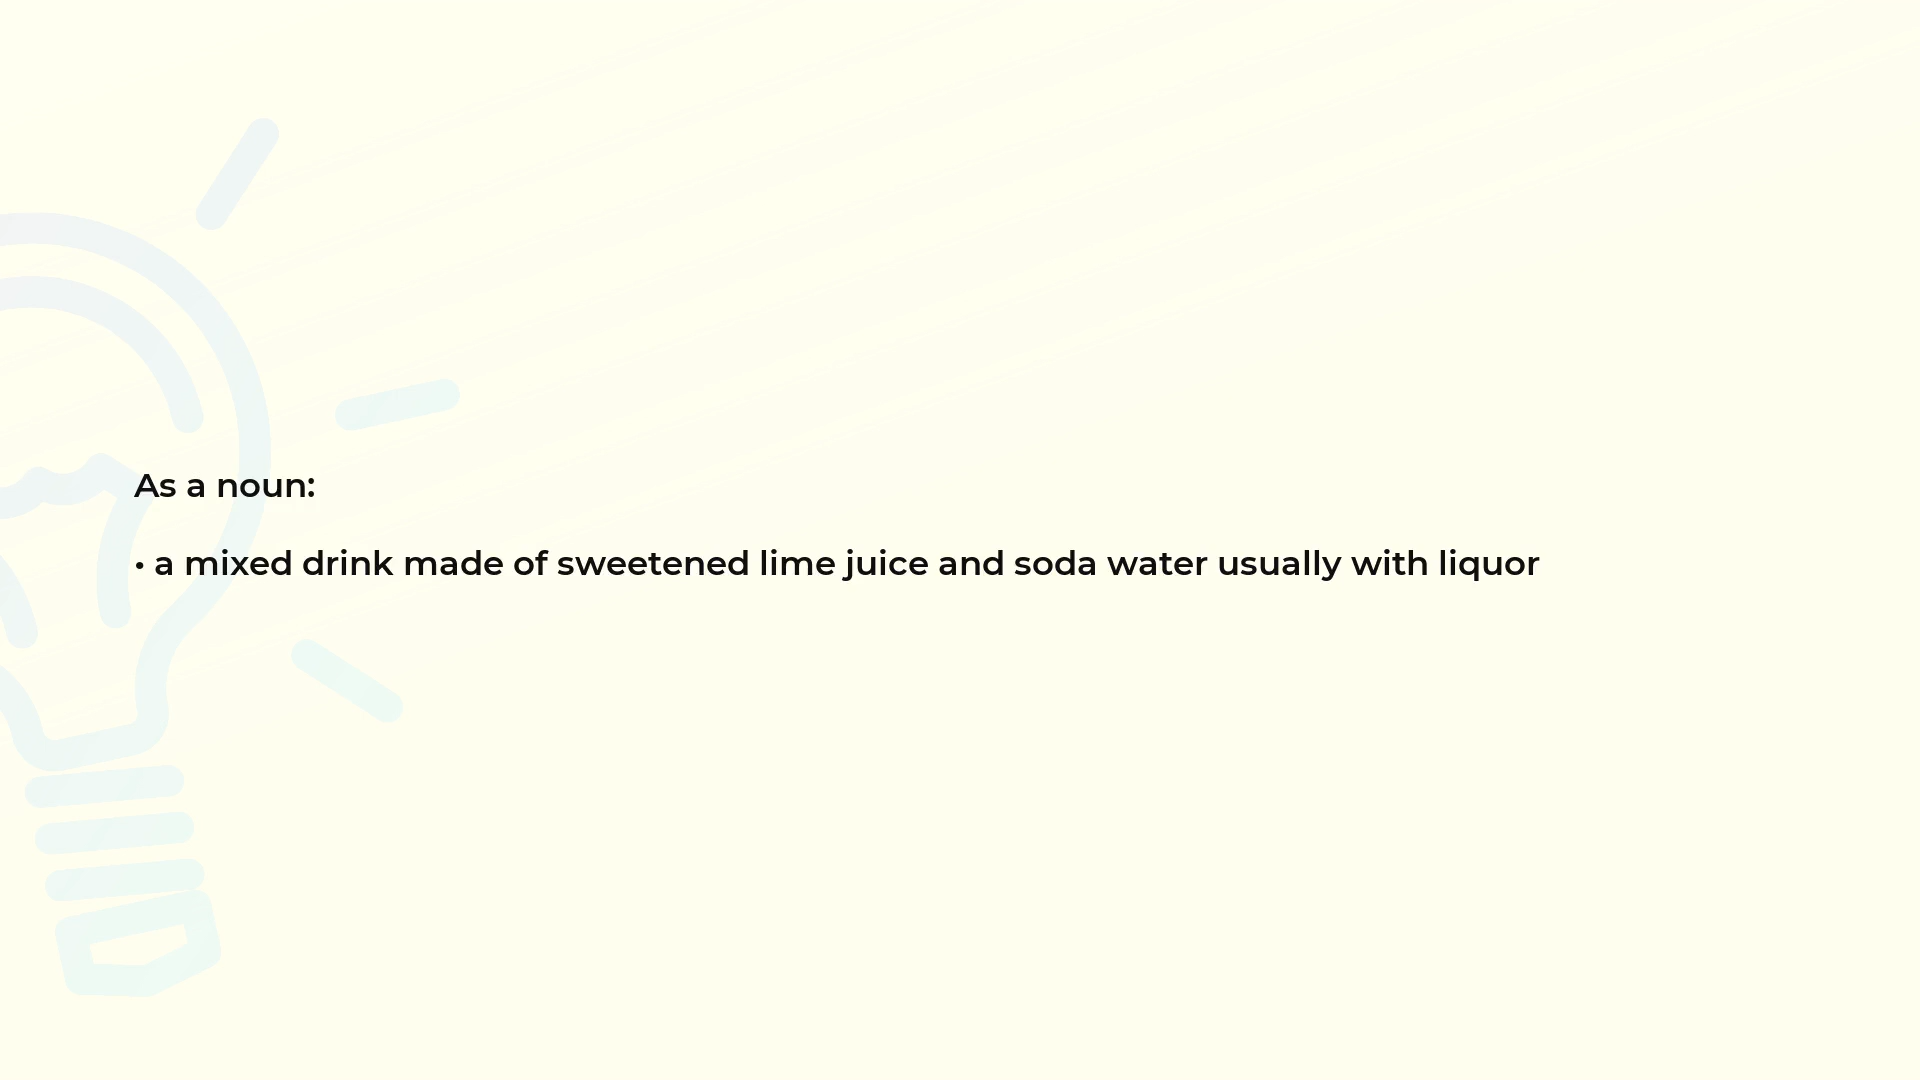 As a noun:
• a mixed drink made of sweetened lime juice and soda water usually with liquor